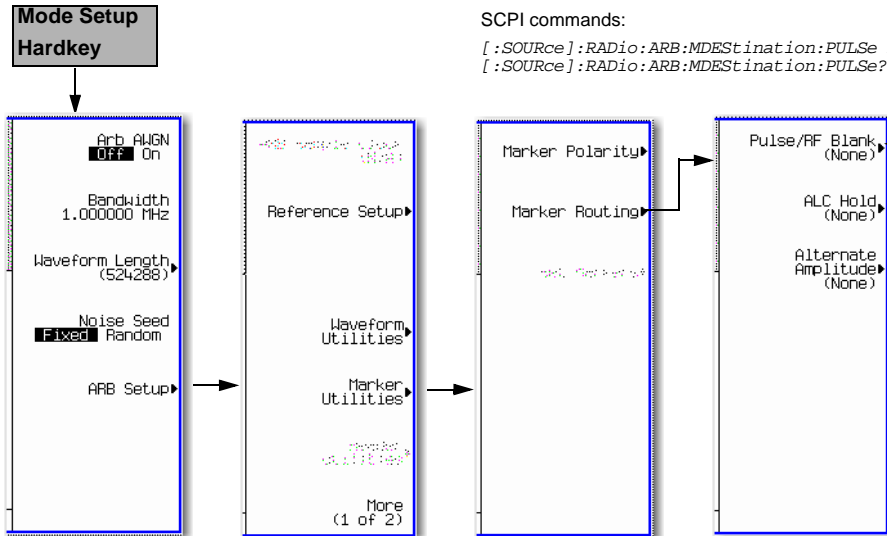 Mode Setup
Hardkey
SCPI commands:
[:SOURce]:RADio:ARB:MDEStination:PULSe
[:SOURce]:RADio:ARB:MDEStination:PULSe?
Arb AWGN
Off On
Bandwidth
1.000000 MHz
Waveform Length
(524288)
Noise Seed
Fixed Random
ARB Setup
Reference Setup
Waveform
Utilities
Marker
Utilities
More
(1 of 2)
Marker Polarity
Marker Routing
Pulse/RF Blank
(None)
ALC Hold
(None)
Alternate
Amplitude
(None)